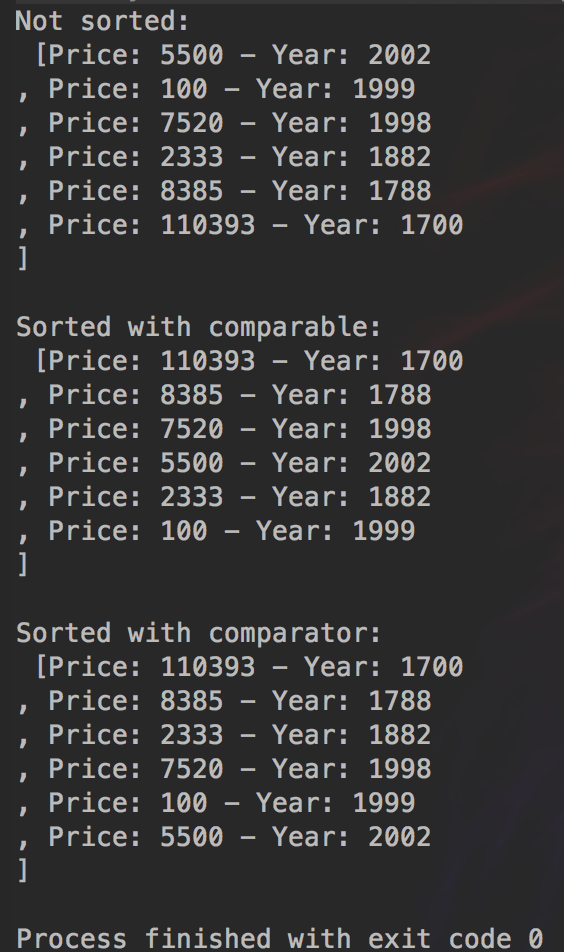 Not sorted:
[Price: 5500 – Year: 2002
, Price: 100 – Year: 1999
, Price: 7520 – Year: 1998
, Price: 2333 – Year: 1882
, Price: 8385 – Year: 1788
, Price: 110393 – Year: 1700
]
Sorted with comparable:
[Price: 110393 – Year: 1700
, Price: 8385 – Year: 1788
, Price: 7520 – Year: 1998
, Price: 5500 – Year: 2002
, Price: 2333 – Year: 1882
, Price: 100 – Year: 1999
]
Sorted with comparator:
[Price: 110393 – Year: 1700
, Price: 8385 – Year: 1788
, Price: 2333 – Year: 1882
, Price: 7520 – Year: 1998
, Price: 100 – Year: 1999
, Price: 5500 – Year: 2002
]
Process finished with exit code 0